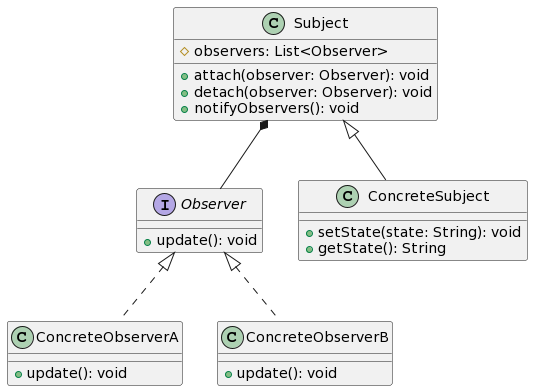 C Subject
observers: List<Observer>
attach(observer: Observer): void
detach(observer: Observer): void
notifyObservers(): void
I Observer
update(): void
C ConcreteSubject
setState(state: String): void
getState(): String
C ConcreteObserverA
update(): void
C ConcreteObserverB
update(): void